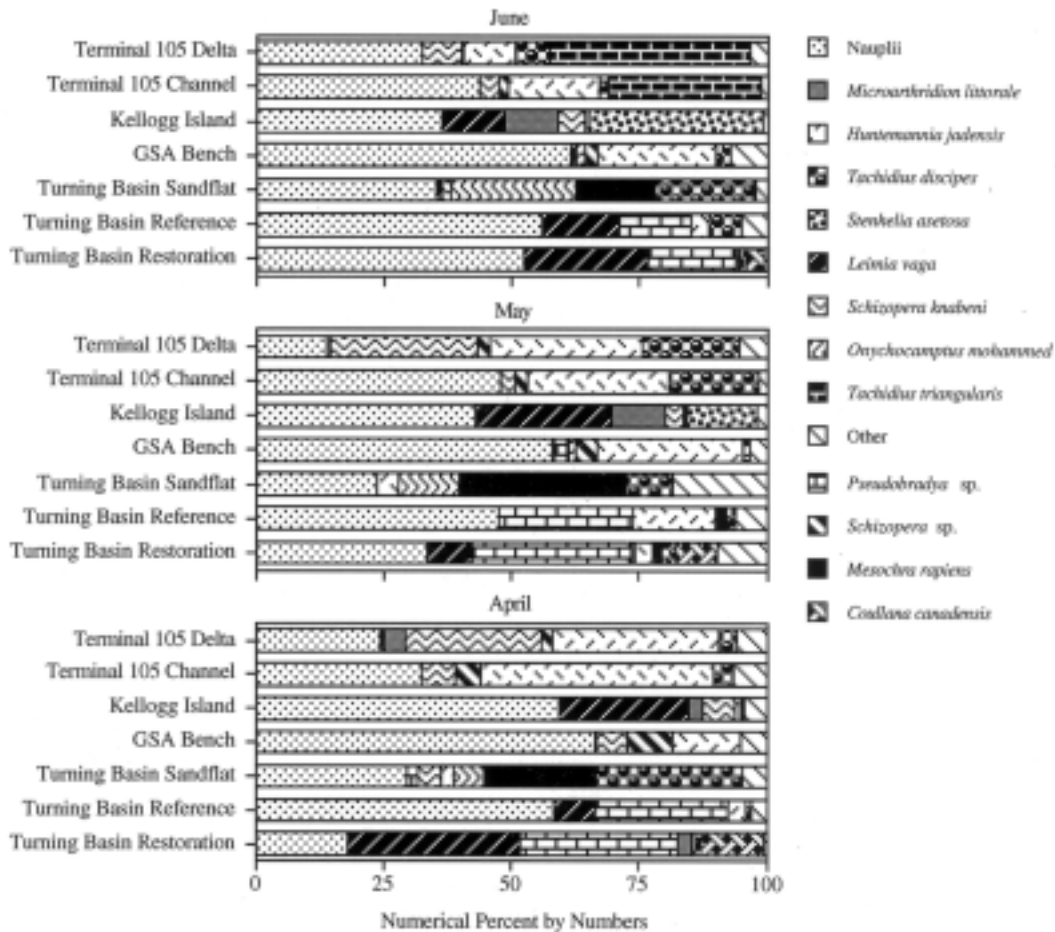 June
Terminal 105 Delta
Terminal 105 Channel
Kellogg Island
GSA Bench
Turning Basin Sandflat
Turning Basin Reference
Turning Basin Restoration
May
Terminal 105 Delta
Terminal 105 Channel
Kellogg Island
GSA Bench
Turning Basin Sandflat
Turning Basin Reference
Turning Basin Restoration
April
Terminal 105 Delta
Terminal 105 Channel
Kellogg Island
GSA Bench
Turning Basin Sandflat
Turning Basin Reference
Turning Basin Restoration
0 25 50 75 100
Numerical Percent by Numbers
Nauplii
Microarthridion littorale
Huntemannia jadensis
Tachidius discipes
Stenhelia asetosa
Leimia vaga
Schizopera knabeni
Onychocamptus mohammed
Tachidius triangularis
Other
Pseudobradya sp.
Schizopera sp.
Mesochra rapiens
Coullana canadensis